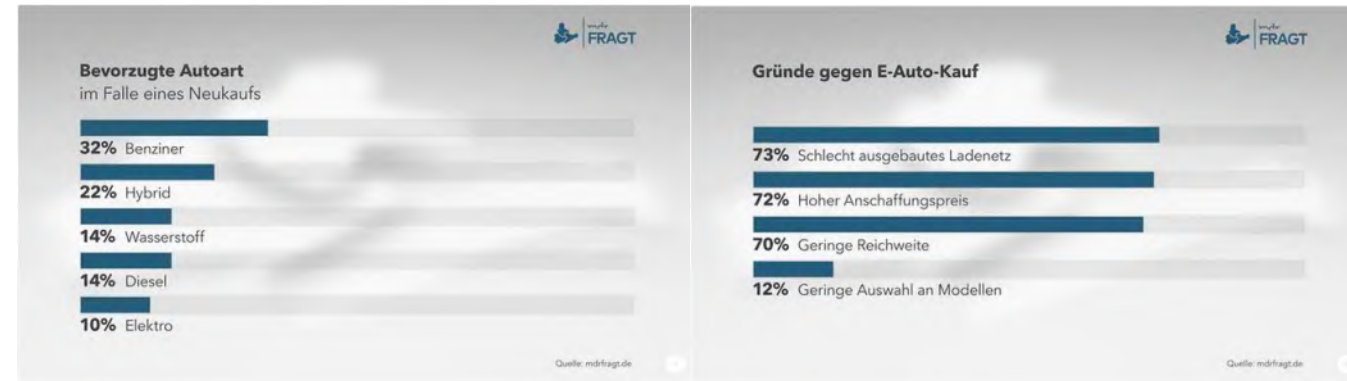 mdr
FRAGT
Bevorzugte Autoart
im Falle eines Neukaufs
32% Benziner
22% Hybrid
14% Wasserstoff
14% Diesel
10% Elektro
Quelle: mdrfragt.de
mdr
FRAGT
Gründe gegen E-Auto-Kauf
73% Schlecht ausgebautes Ladenetz
72% Hoher Anschaffungspreis
70% Geringe Reichweite
12% Geringe Auswahl an Modellen
Quelle: mdrfragt.de